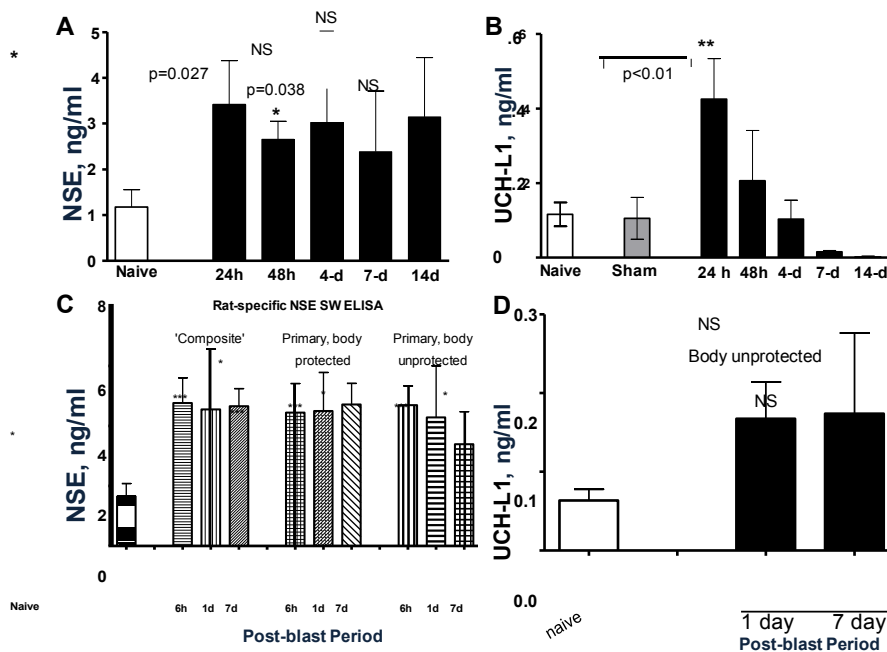 A
*
NSE, ng/ml
5
4
3
2
1
0
p=0.027
NS
p=0.038
*
NS
NS
Naive 24h 48h 4-d 7-d 14d
B
UCH-L1, ng/ml
.6
.4
.2
0
**
p<0.01
Naive Sham 24 h 48h 4-d 7-d 14-d
C
Rat-specific NSE SW ELISA
NSE, ng/ml
8
6
4
2
0
'Composite'
Primary, body
protected
Primary, body
unprotected
*
*** * ***
*** *
*
Naive 6h 1d 7d 6h 1d 7d 6h 1d 7d
Post-blast Period
D
UCH-L1, ng/ml
0.3
0.2
0.1
0.0
NS
Body unprotected
NS
naive 1 day 7 day
Post-blast Period